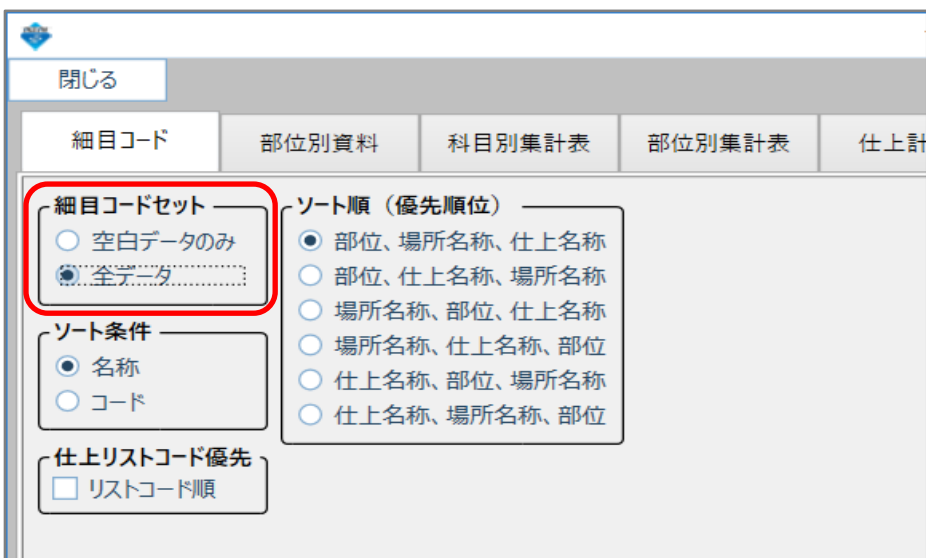 閉じる
細目コード 部位別資料 科目別集計表 部位別集計表 仕上計
細目コードセット
空白データのみ
全データ
ソート条件
名称
コード
仕上リストコード優先
リストコード順
ソート順（優先順位）
部位、場所名称、仕上名称
部位、仕上名称、場所名称
場所名称、部位、仕上名称
場所名称、仕上名称、部位
仕上名称、部位、場所名称
仕上名称、場所名称、部位